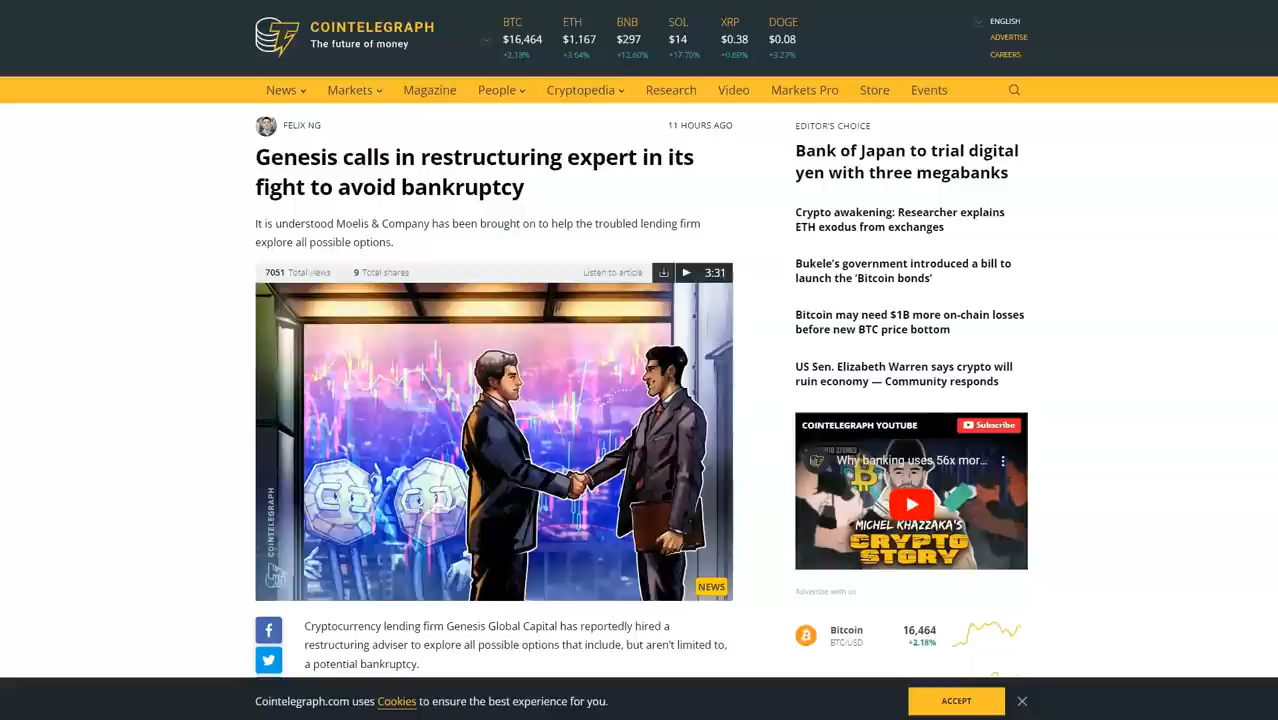 COINTELEGRAPH
The future of money
BTC ETH BNB SOL XRP DOGE
$16,464 $1,167 $297 $14 $0.38 $0.08
+2.18% +3.64% +12.60% +17.70% +0.69% +3.27%
ENGLISH
ADVERTISE
CAREERS
News Markets Magazine People Cryptopedia Research Video Markets Pro Store Events
FELIX NG 11 HOURS AGO
Genesis calls in restructuring expert in its
fight to avoid bankruptcy
It is understood Moelis & Company has been brought on to help the troubled lending firm
explore all possible options.
7051 Total views 9 Total shares Listen to article 3:31
COINTELEGRAPH
NEWS
Cryptocurrency lending firm Genesis Global Capital has reportedly hired a
restructuring adviser to explore all possible options that include, but aren't limited to,
a potential bankruptcy.
EDITOR'S CHOICE
Bank of Japan to trial digital
yen with three megabanks
Crypto awakening: Researcher explains
ETH exodus from exchanges
Bukele's government introduced a bill to
launch the 'Bitcoin bonds'
Bitcoin may need $1B more on-chain losses
before new BTC price bottom
US Sen. Elizabeth Warren says crypto will
ruin economy — Community responds
COINTELEGRAPH YOUTUBE Subscribe
CRYPTO STORIES
Why banking uses 56x mor...
MICHEL KHAZZAKA'S
CRYPTO
STORY
Advertise with us
Bitcoin 16,464
BTC/USD +2.18%
Cointelegraph.com uses Cookies to ensure the best experience for you.
ACCEPT